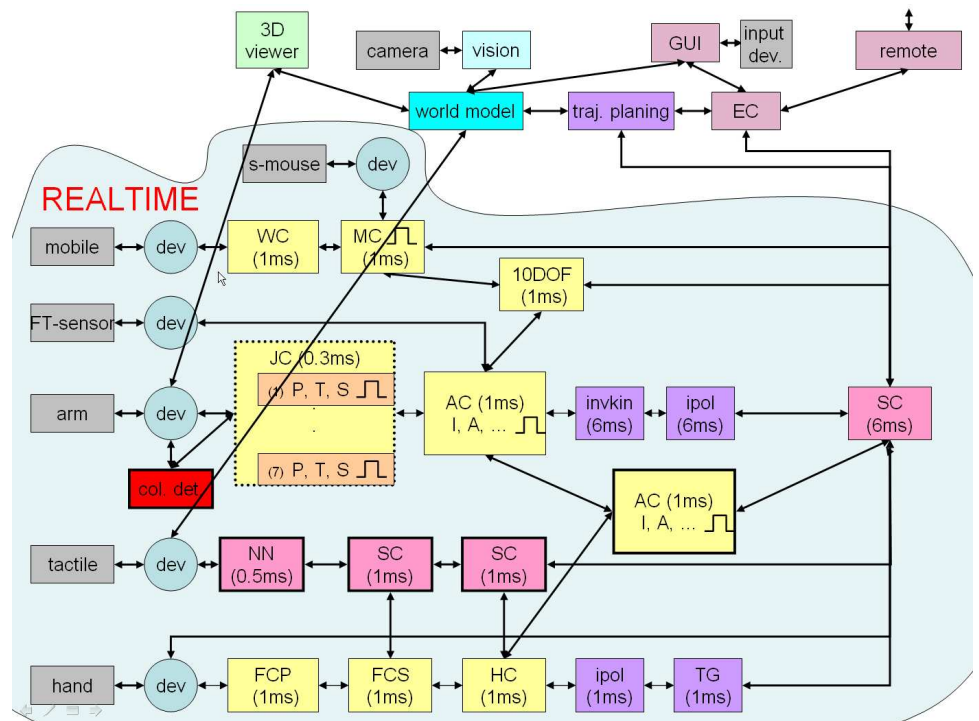 3D
viewer
camera
vision
GUI
input
dev.
remote
world model
traj. planing
EC
s-mouse
dev
REALTIME
mobile
dev
WC
(1ms)
MC
(1ms)
10DOF
(1ms)
FT-sensor
dev
JC (0.3ms)
(1) P, T, S
.
.
(7) P, T, S
arm
dev
AC (1ms)
I, A, ...
invkin
(6ms)
ipol
(6ms)
SC
(6ms)
col. det
AC (1ms)
I, A, ...
tactile
dev
NN
(0.5ms)
SC
(1ms)
SC
(1ms)
hand
dev
FCP
(1ms)
FCS
(1ms)
HC
(1ms)
ipol
(1ms)
TG
(1ms)